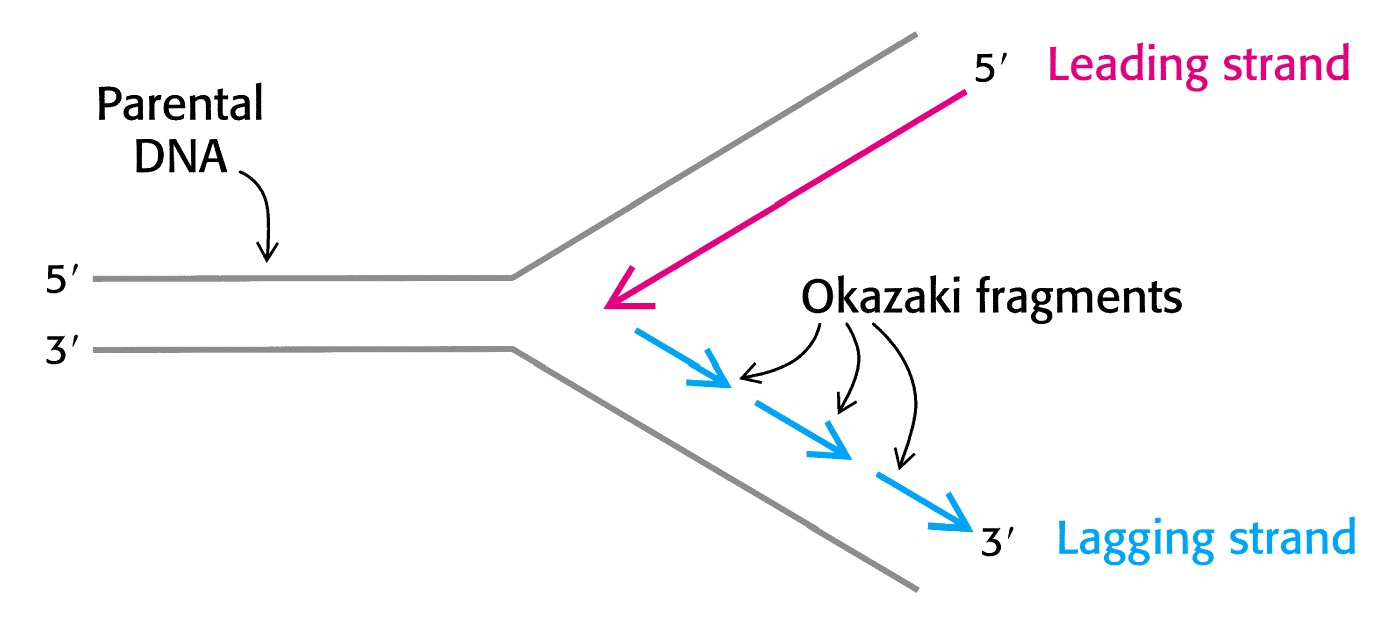 5′ Leading strand
Parental
DNA
5′
Okazaki fragments
3′
3′ Lagging strand